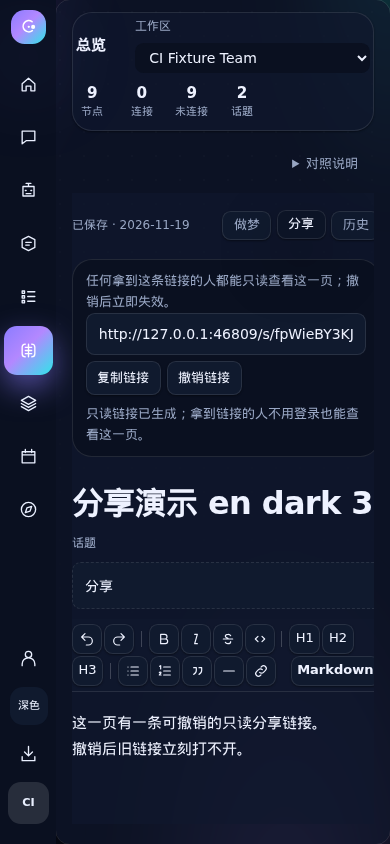 工作区
总览
CI Fixture Team
9 0 9 2
节点 连接 未连接 话题
对照说明
已保存 · 2026-11-19 做梦 分享 历史
任何拿到这条链接的人都能只读查看这一页；撤
销后立即失效。
http://127.0.0.1:46809/s/fpWieBY3KJ
复制链接 撤销链接
只读链接已生成；拿到链接的人不用登录也能查
看这一页。
分享演示 en dark 3
话题
分享
H1 H2
H3 Markdown
这一页有一条可撤销的只读分享链接。
撤销后旧链接立刻打不开。
深色
CI